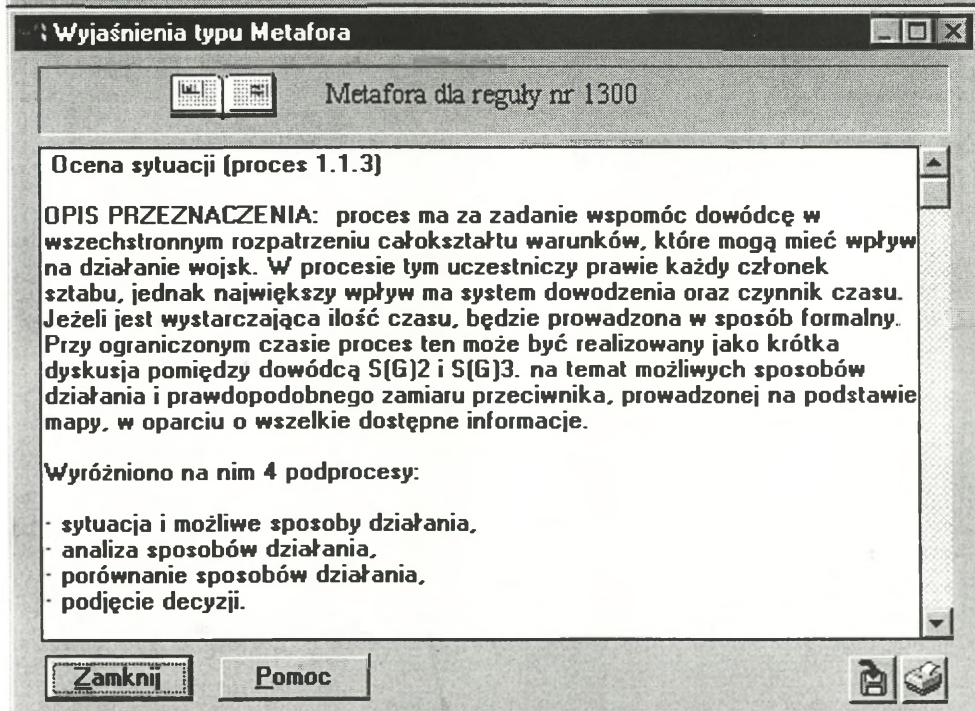 Wyjaśnienia typu Metafora
Metafora dla reguły nr 1300
Ocena sytuacji (proces 1.1.3)
OPIS PRZEZNACZENIA: proces ma za zadanie wspomóc dowódcę w
wszechstronnym rozpatrzeniu całokształtu warunków, które mogą mieć wpływ
na działanie wojsk. W procesie tym uczestniczy prawie każdy członek
sztabu, jednak największy wpływ ma system dowodzenia oraz czynnik czasu.
Jeżeli jest wystarczająca ilość czasu, będzie prowadzona w sposób formalny.
Przy ograniczonym czasie proces ten może być realizowany jako krótka
dyskusja pomiędzy dowódcą S(G)2 i S(G)3. na temat możliwych sposobów
działania i prawdopodobnego zamiaru przeciwnika, prowadzonej na podstawie
mapy, w oparciu o wszelkie dostępne informacje.
Wyróżniono na nim 4 podprocesy:
- sytuacja i możliwe sposoby działania,
- analiza sposobów działania,
- porównanie sposobów działania,
- podjęcie decyzji.
Zamknij Pomoc